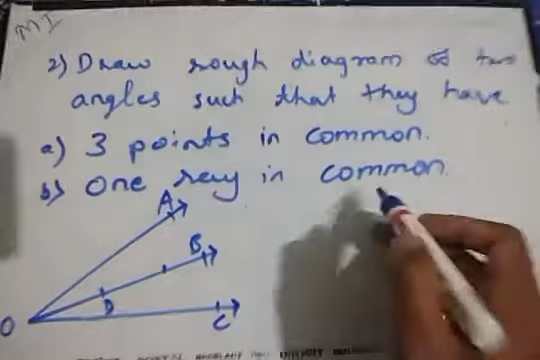 MI
2) Draw rough diagram of two
angles such that they have
a) 3 points in common.
b) One ray in common
A
B
D
O
C